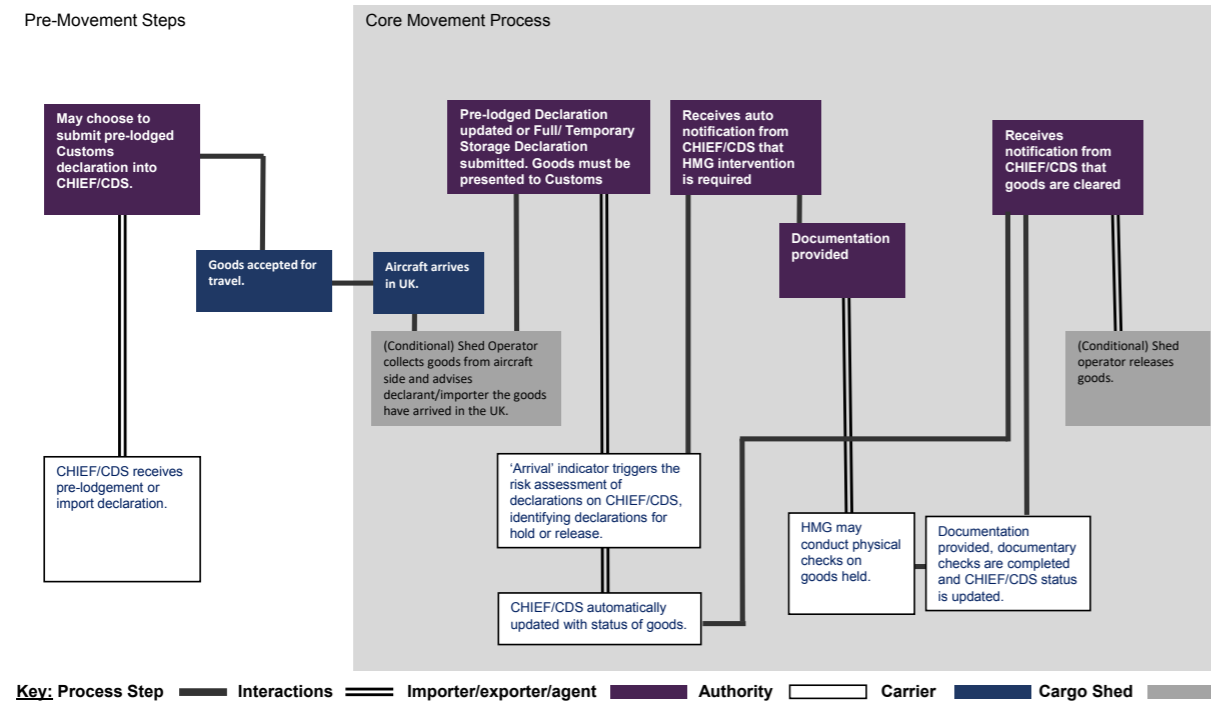 Pre-Movement Steps
Core Movement Process
May choose to
submit pre-lodged
Customs
declaration into
CHIEF/CDS.
Goods accepted for
travel.
CHIEF/CDS receives
pre-lodgement or
import declaration.
Aircraft arrives
in UK.
Pre-lodged Declaration
updated or Full/ Temporary
Storage Declaration
submitted. Goods must be
presented to Customs
(Conditional) Shed Operator
collects goods from aircraft
side and advises
declarant/importer the goods
have arrived in the UK.
‘Arrival’ indicator triggers the
risk assessment of
declarations on CHIEF/CDS,
identifying declarations for
hold or release.
CHIEF/CDS automatically
updated with status of goods.
Receives auto
notification from
CHIEF/CDS that
HMG intervention
is required
Documentation
provided
HMG may
conduct physical
checks on
goods held.
Documentation
provided, documentary
checks are completed
and CHIEF/CDS status
is updated.
Receives
notification from
CHIEF/CDS that
goods are cleared
(Conditional) Shed
operator releases
goods.
Key: Process Step Interactions Importer/exporter/agent Authority Carrier Cargo Shed